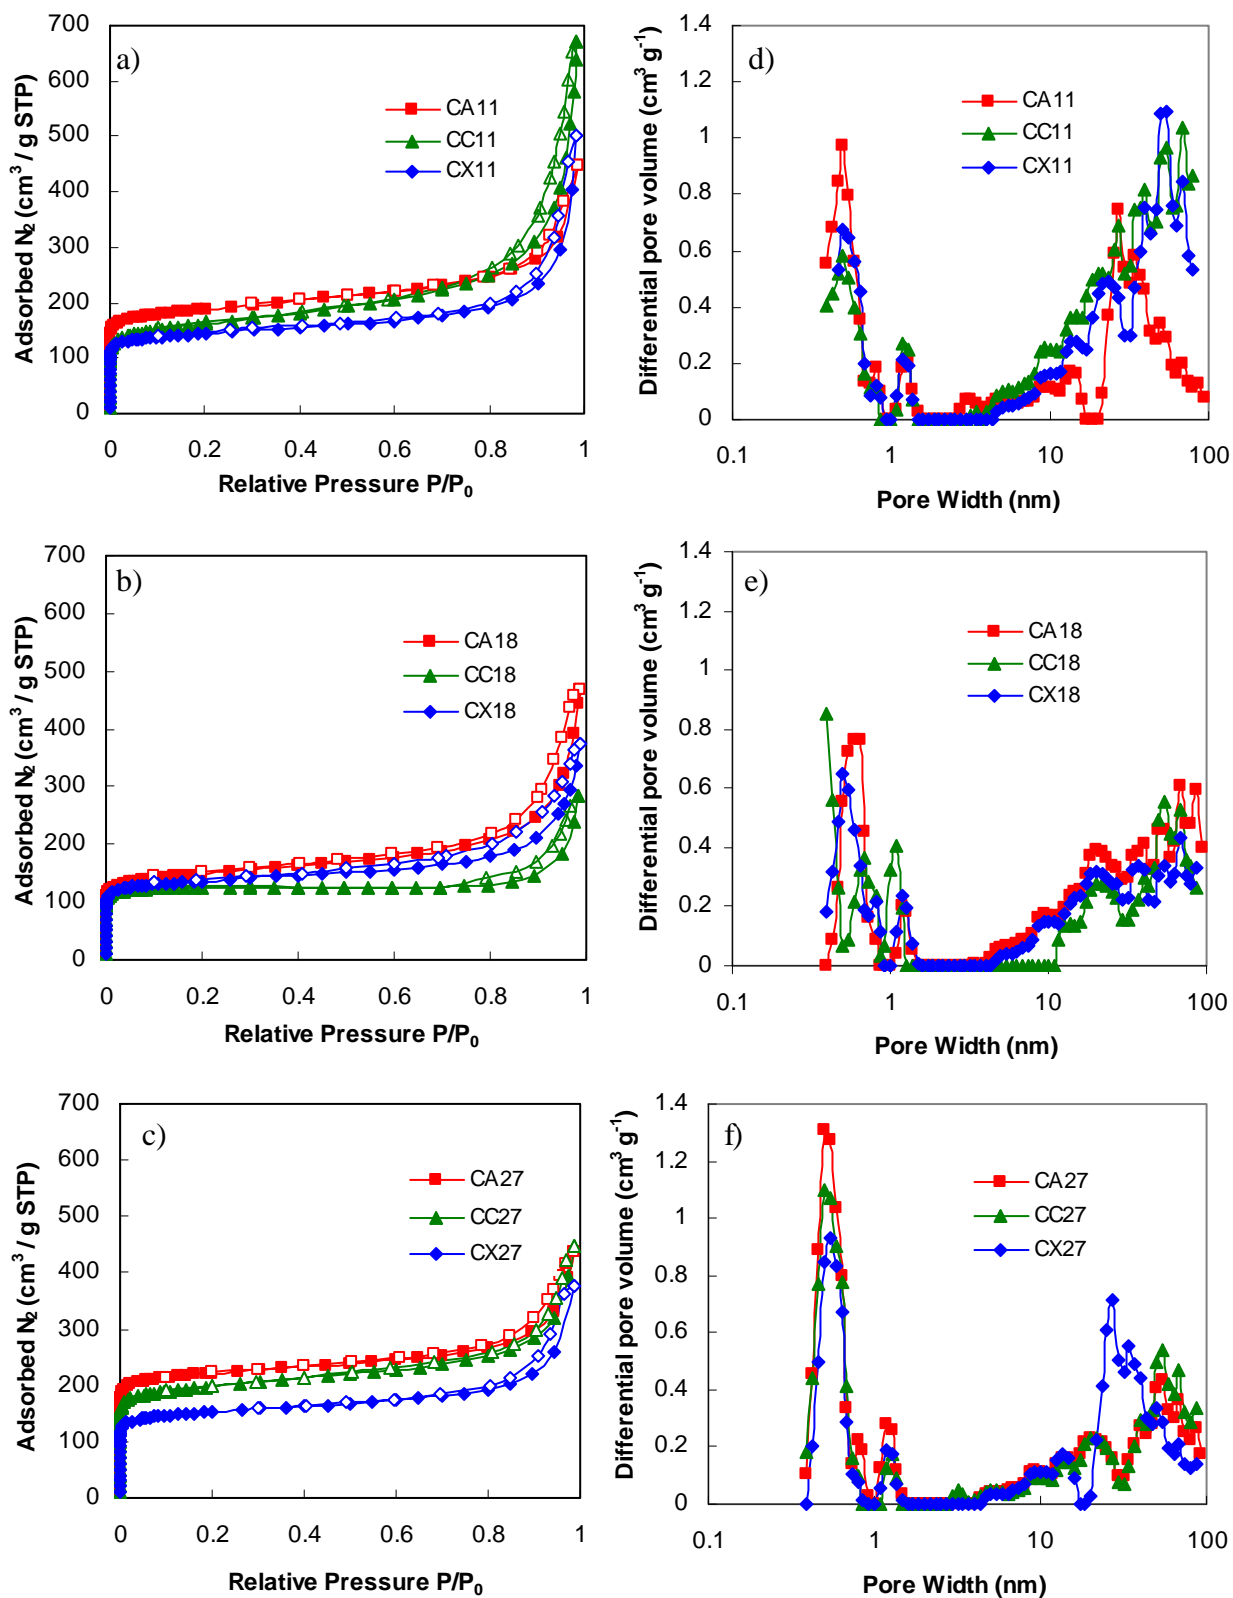 a)
Adsorbed N2 (cm3 / g STP)
700
600
500
400
300
200
100
0
CA11
CC11
CX11
0 0.2 0.4 0.6 0.8 1
Relative Pressure P/P0
d)
Differential pore volume (cm3 g-1)
1.4
1.2
1
0.8
0.6
0.4
0.2
0
CA11
CC11
CX11
0.1 1 10 100
Pore Width (nm)
b)
Adsorbed N2 (cm3 / g STP)
700
600
500
400
300
200
100
0
CA18
CC18
CX18
0 0.2 0.4 0.6 0.8 1
Relative Pressure P/P0
e)
Differential pore volume (cm3 g-1)
1.4
1.2
1
0.8
0.6
0.4
0.2
0
CA18
CC18
CX18
0.1 1 10 100
Pore Width (nm)
c)
Adsorbed N2 (cm3 / g STP)
700
600
500
400
300
200
100
0
CA27
CC27
CX27
0 0.2 0.4 0.6 0.8 1
Relative Pressure P/P0
f)
Differential pore volume (cm3 g-1)
1.4
1.2
1
0.8
0.6
0.4
0.2
0
CA27
CC27
CX27
0.1 1 10 100
Pore Width (nm)